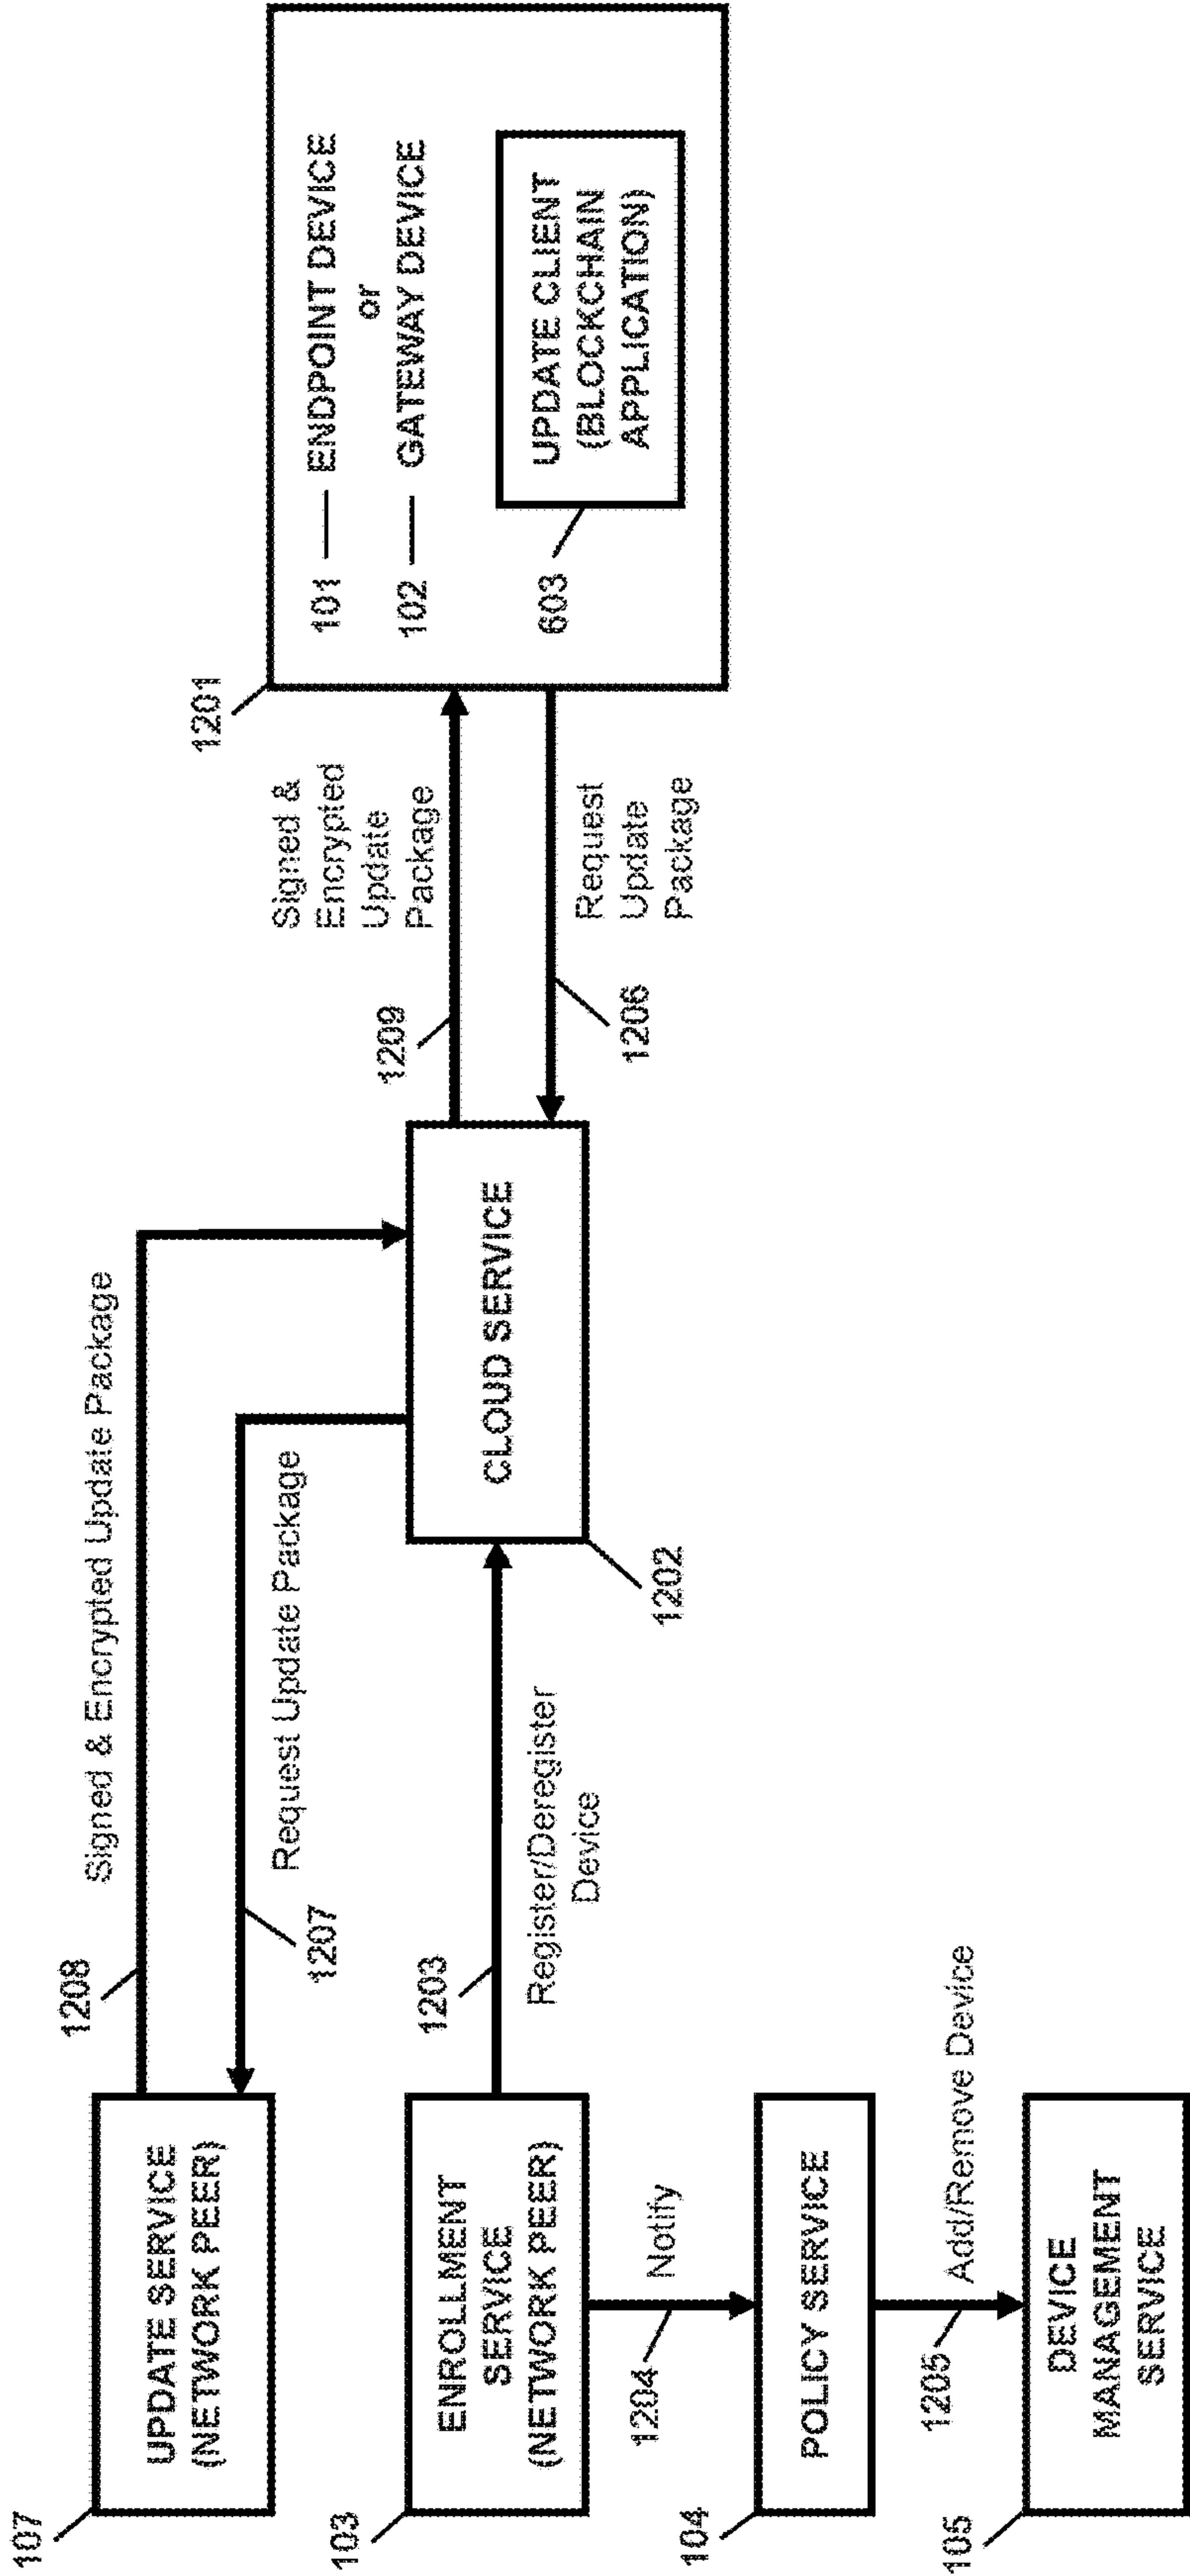 1208
Signed & Encrypted Update Package
107
UPDATE SERVICE
(NETWORK PEER)
1207
Request Update Package
103
ENROLLMENT
SERVICE
(NETWORK PEER)
1203
Register/Deregister
Device
CLOUD SERVICE
1202
1209
Signed &
Encrypted
Update
Package
1206
Request
Update
Package
1201
101
ENDPOINT DEVICE
or
102
GATEWAY DEVICE
603
UPDATE CLIENT
(BLOCKCHAIN
APPLICATION)
1204
Notify
104
POLICY SERVICE
1205
Add/Remove Device
105
DEVICE
MANAGEMENT
SERVICE